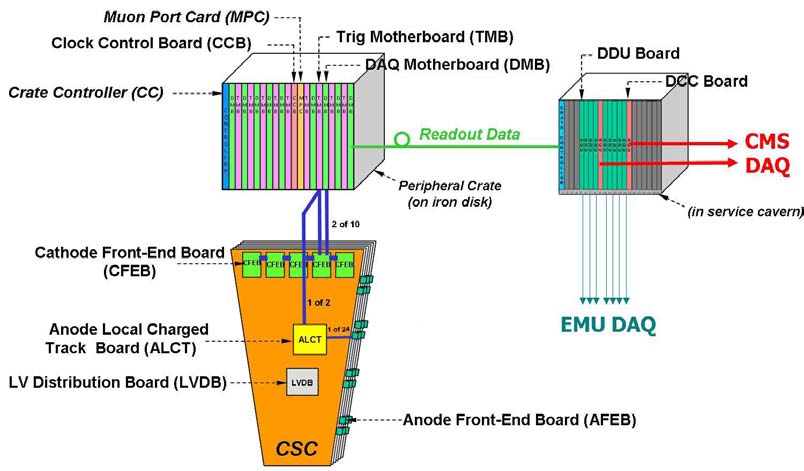 Muon Port Card (MPC)
Clock Control Board (CCB)
Trig Motherboard (TMB)
DAQ Motherboard (DMB)
Crate Controller (CC)
DDU Board
DCC Board
CONTROLLER
Readout Data
CMS
DAQ
Peripheral Crate
(on iron disk)
(in service cavern)
2 of 10
Cathode Front-End Board
(CFEB)
CFEB CFEB CFEB CFEB CFEB
1 of 2
EMU DAQ
Anode Local Charged
Track Board (ALCT)
ALCT
1 of 24
LV Distribution Board (LVDB)
LVDB
Anode Front-End Board (AFEB)
CSC